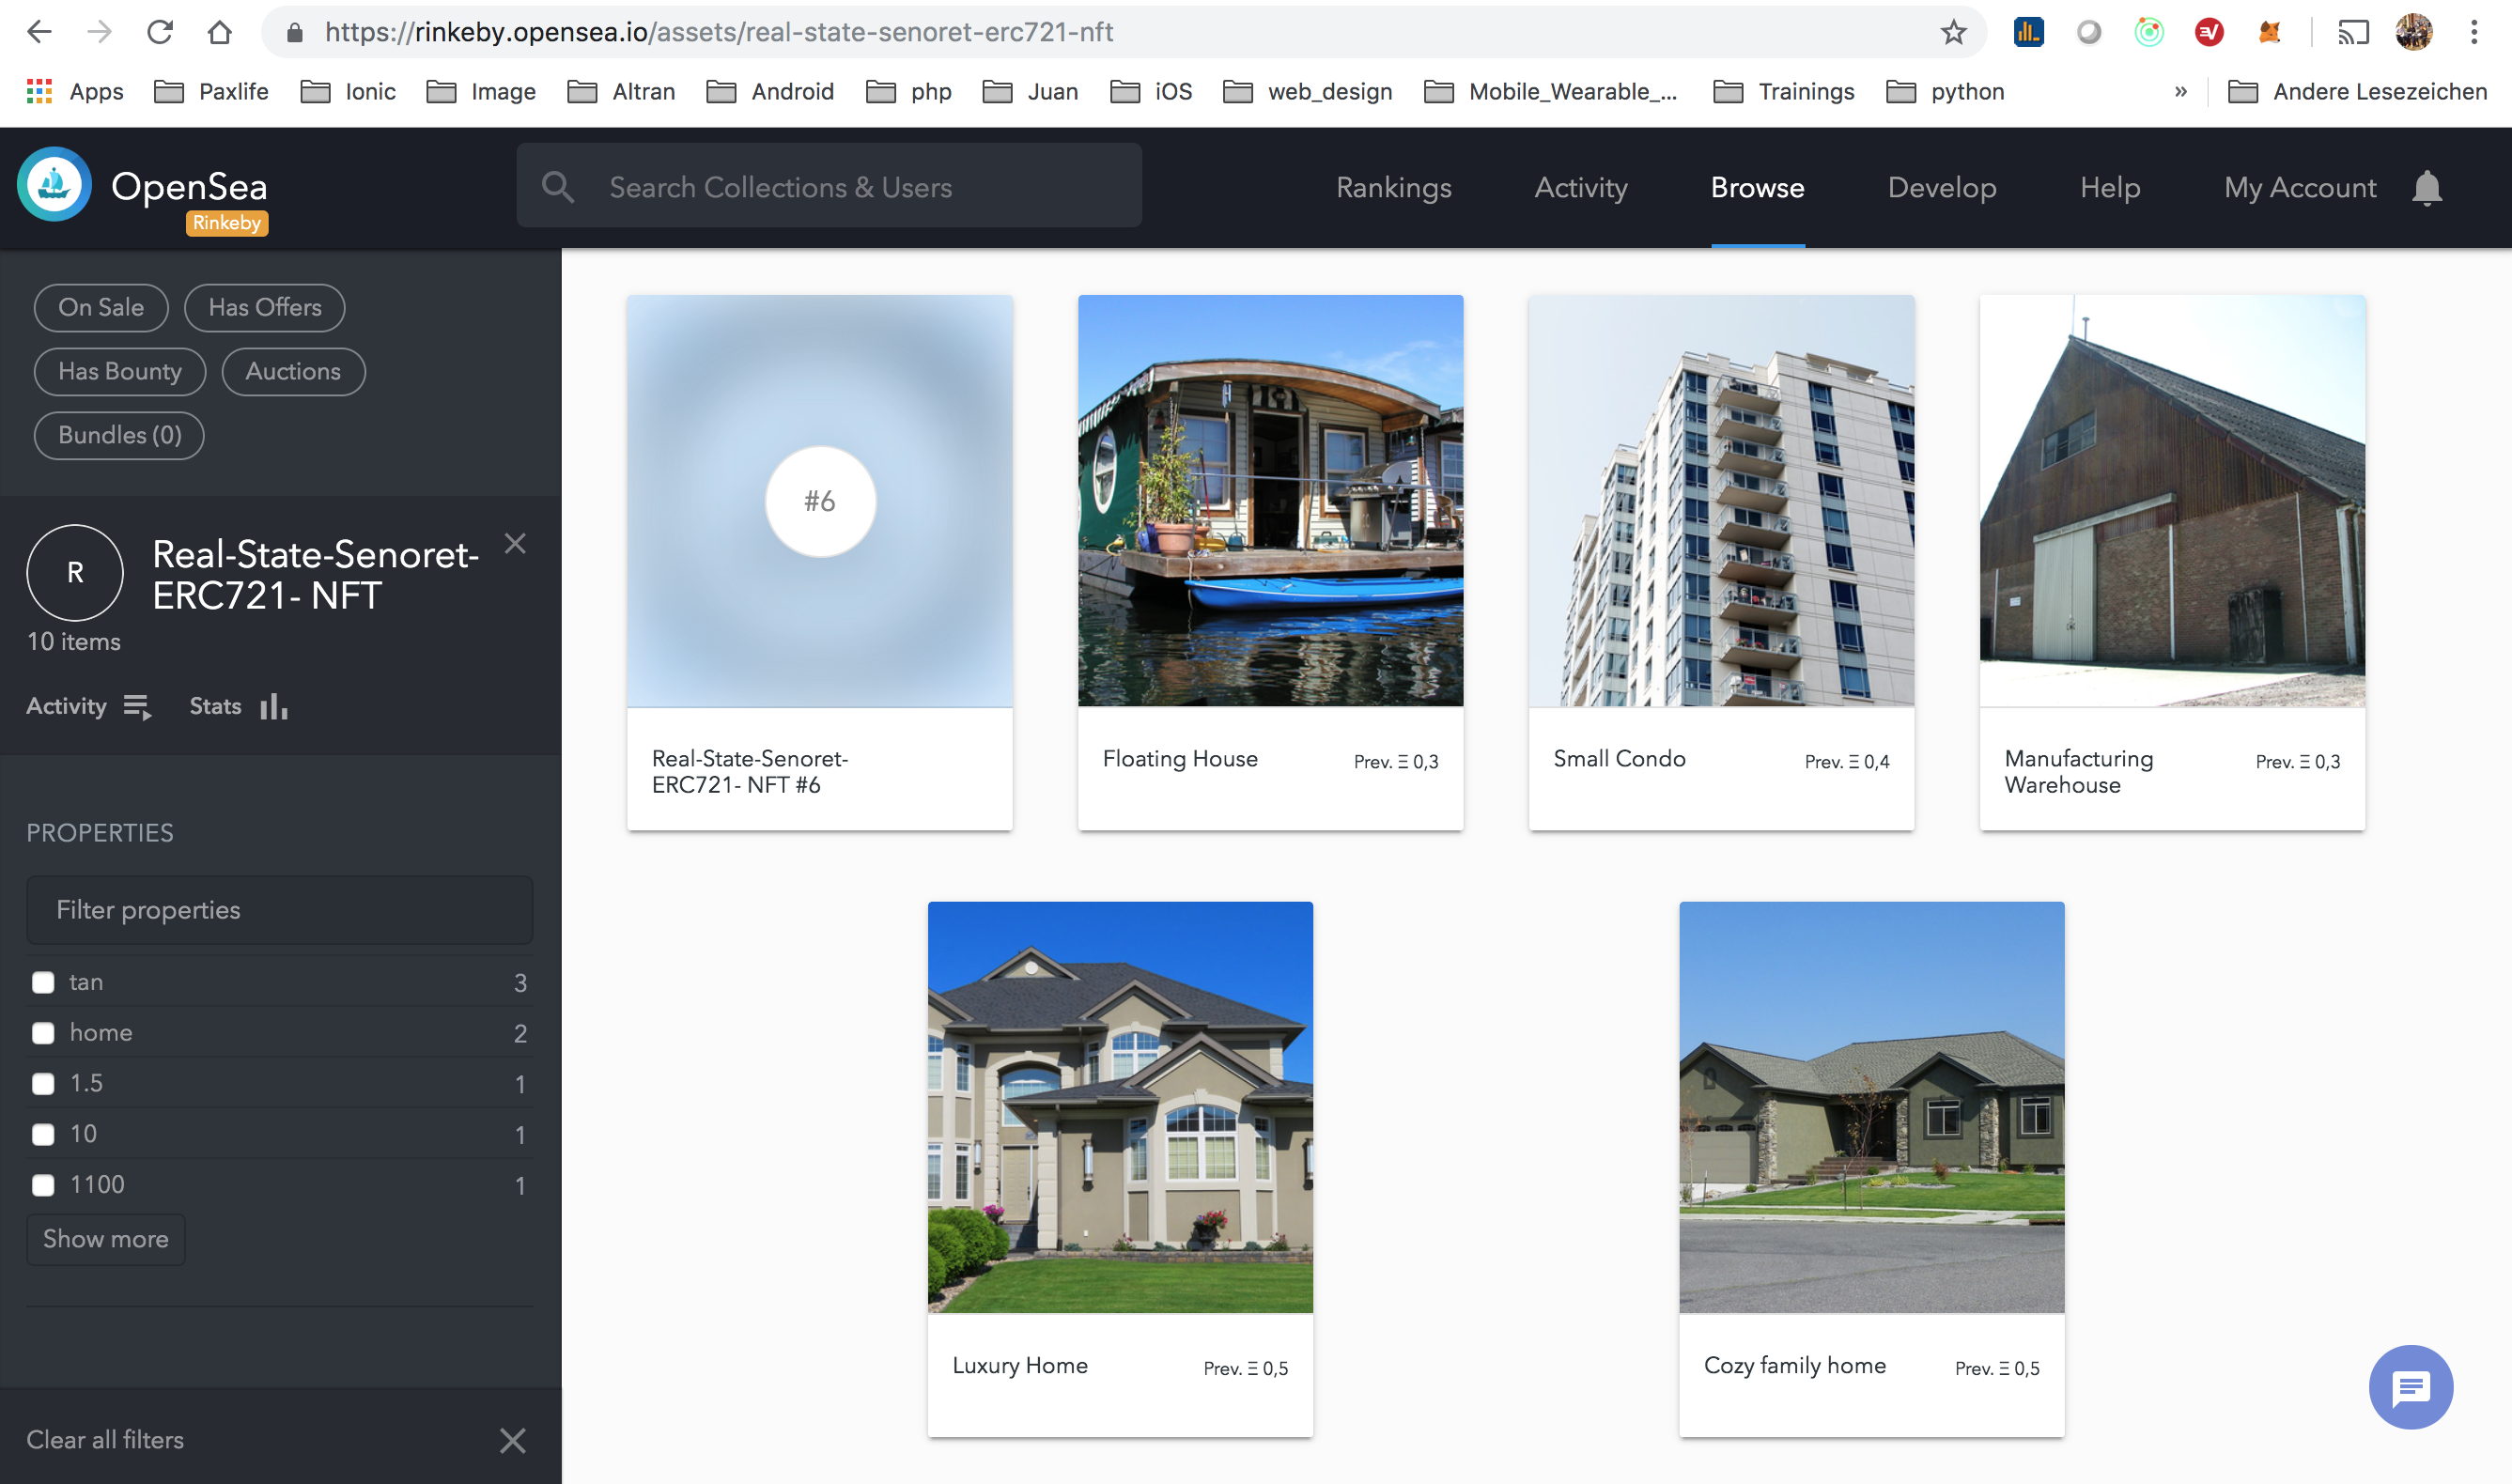 https://rinkeby.opensea.io/assets/real-state-senoret-erc721-nft
Apps Paxlife Ionic Image Altran Android php Juan iOS web_design Mobile_Wearable_... Trainings python » Andere Lesezeichen
OpenSea
Rinkeby
Search Collections & Users
Rankings Activity Browse Develop Help My Account
On Sale Has Offers
Has Bounty Auctions
Bundles (0)
R
Real-State-Senoret-
ERC721- NFT
10 items
Activity Stats
PROPERTIES
Filter properties
tan 3
home 2
1.5 1
10 1
1100 1
Show more
Clear all filters
#6
Real-State-Senoret-
ERC721- NFT #6
Floating House Prev. Ξ 0,3
Small Condo Prev. Ξ 0,4
Manufacturing Prev. Ξ 0,3
Warehouse
Luxury Home Prev. Ξ 0,5
Cozy family home Prev. Ξ 0,5